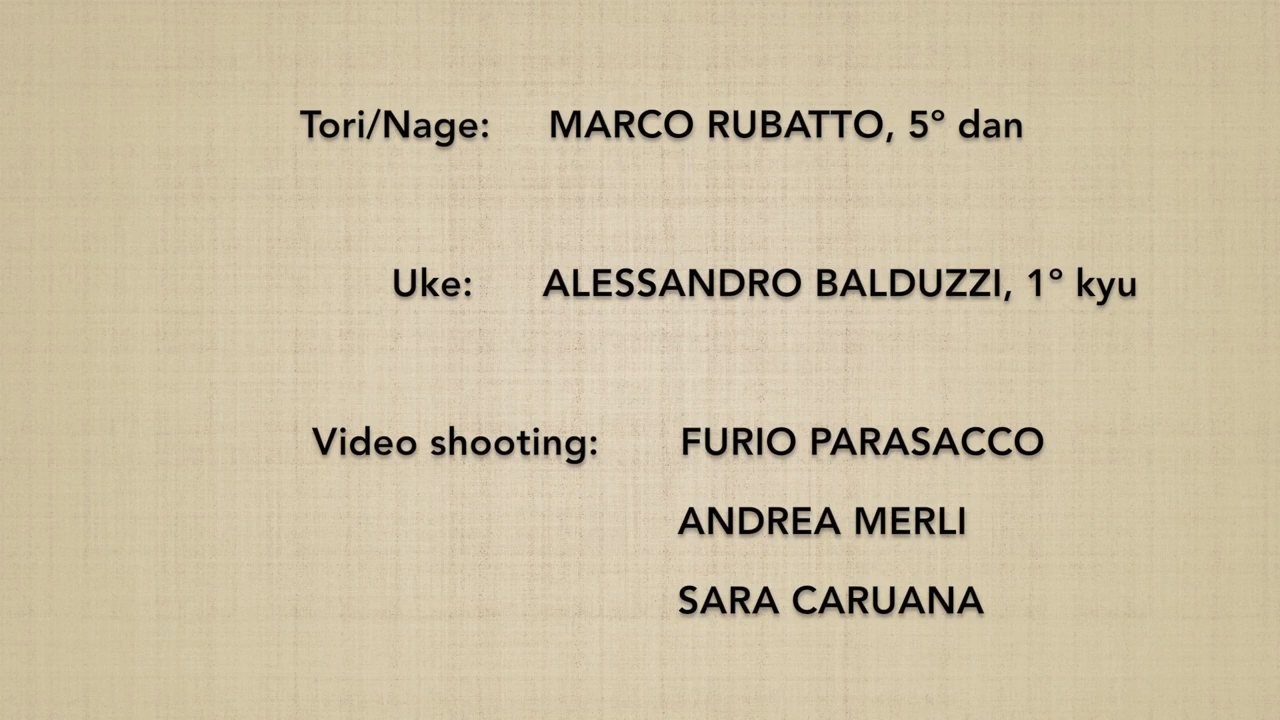 Tori/Nage: MARCO RUBATTO, 5° dan
Uke: ALESSANDRO BALDUZZI, 1° kyu
Video shooting: FURIO PARASACCO
ANDREA MERLI
SARA CARUANA